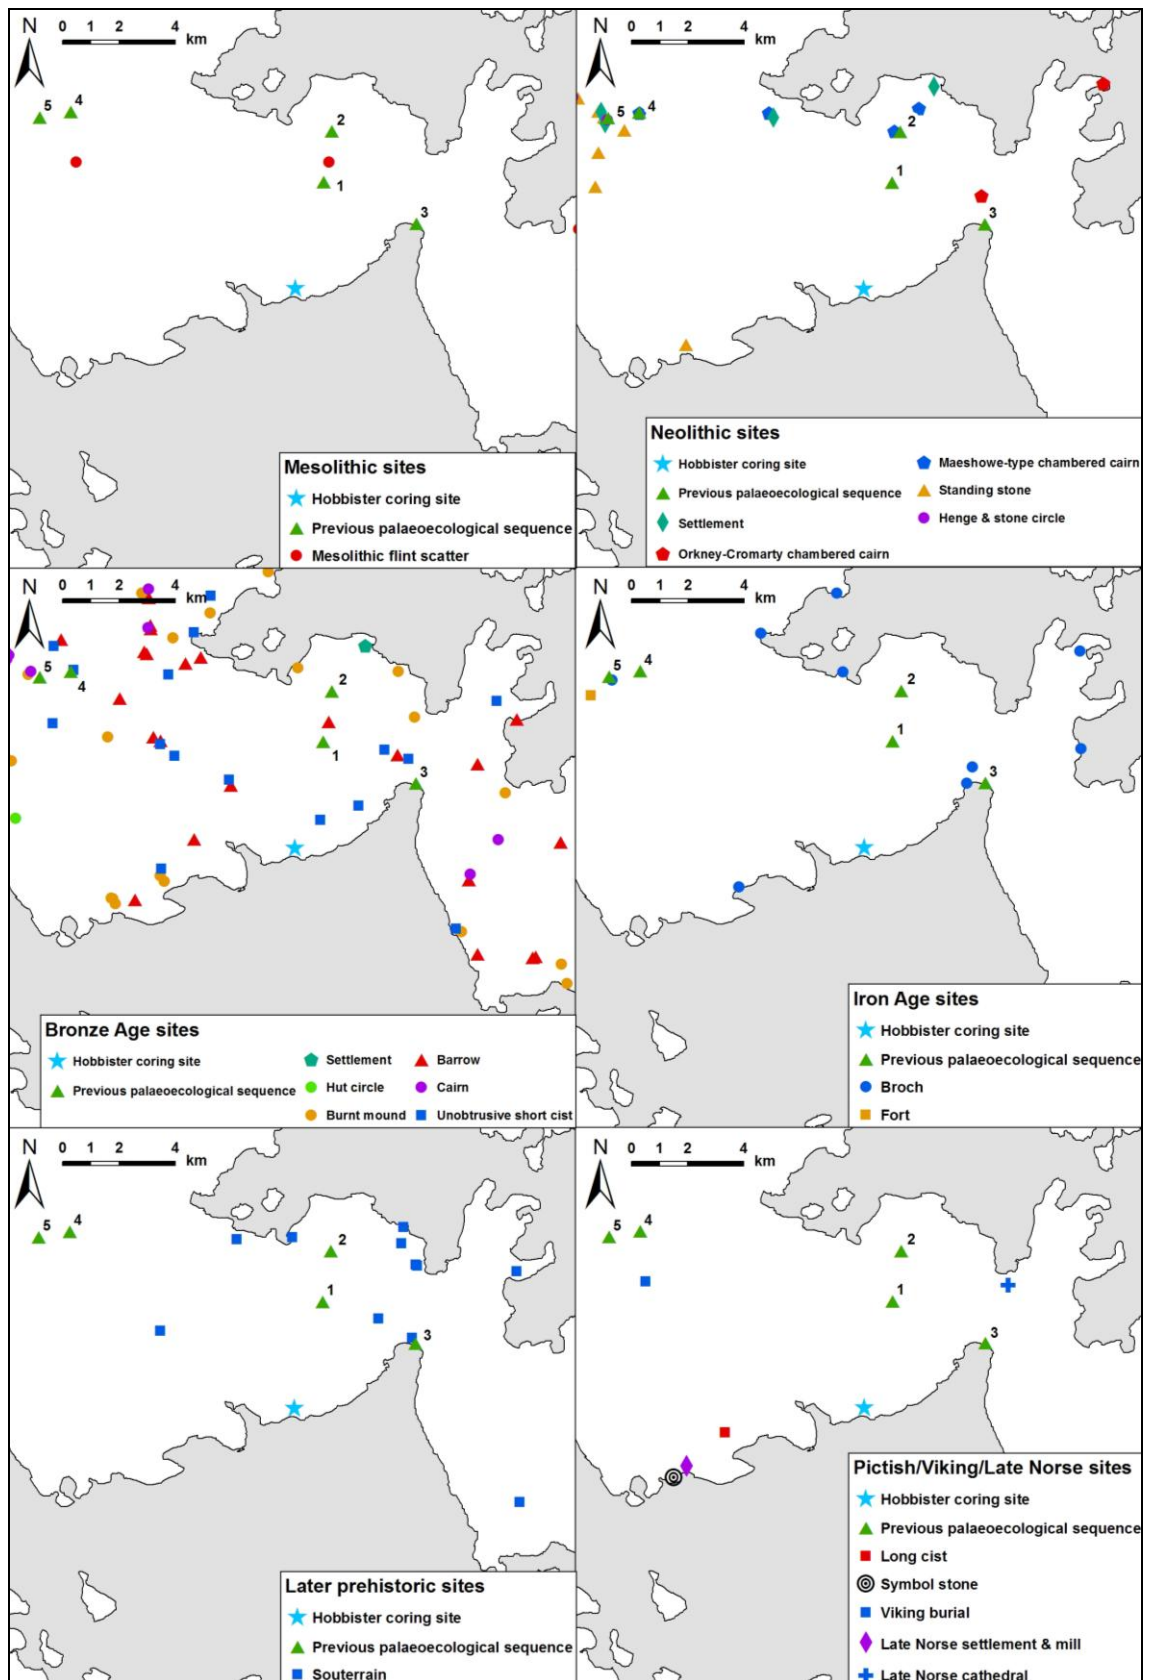 N
0 1 2 4
km
5 4
2
1
3
Mesolithic sites
Hobbister coring site
Previous palaeoecological sequence
Mesolithic flint scatter
N
0 1 2 4
km
5 4
2
1
3
Neolithic sites
Hobbister coring site
Previous palaeoecological sequence
Settlement
Orkney-Cromarty chambered cairn
Maeshowe-type chambered cairn
Standing stone
Henge & stone circle
N
0 1 2 4
km
5
4
2
1
3
Bronze Age sites
Hobbister coring site
Previous palaeoecological sequence
Settlement
Hut circle
Burnt mound
Barrow
Cairn
Unobtrusive short cist
N
0 1 2 4
km
5 4
2
1
3
Iron Age sites
Hobbister coring site
Previous palaeoecological sequence
Broch
Fort
N
0 1 2 4
km
5 4
2
1
3
Later prehistoric sites
Hobbister coring site
Previous palaeoecological sequence
Souterrain
N
0 1 2 4
km
5 4
2
1
3
Pictish/Viking/Late Norse sites
Hobbister coring site
Previous palaeoecological sequence
Long cist
Symbol stone
Viking burial
Late Norse settlement & mill
Late Norse cathedral